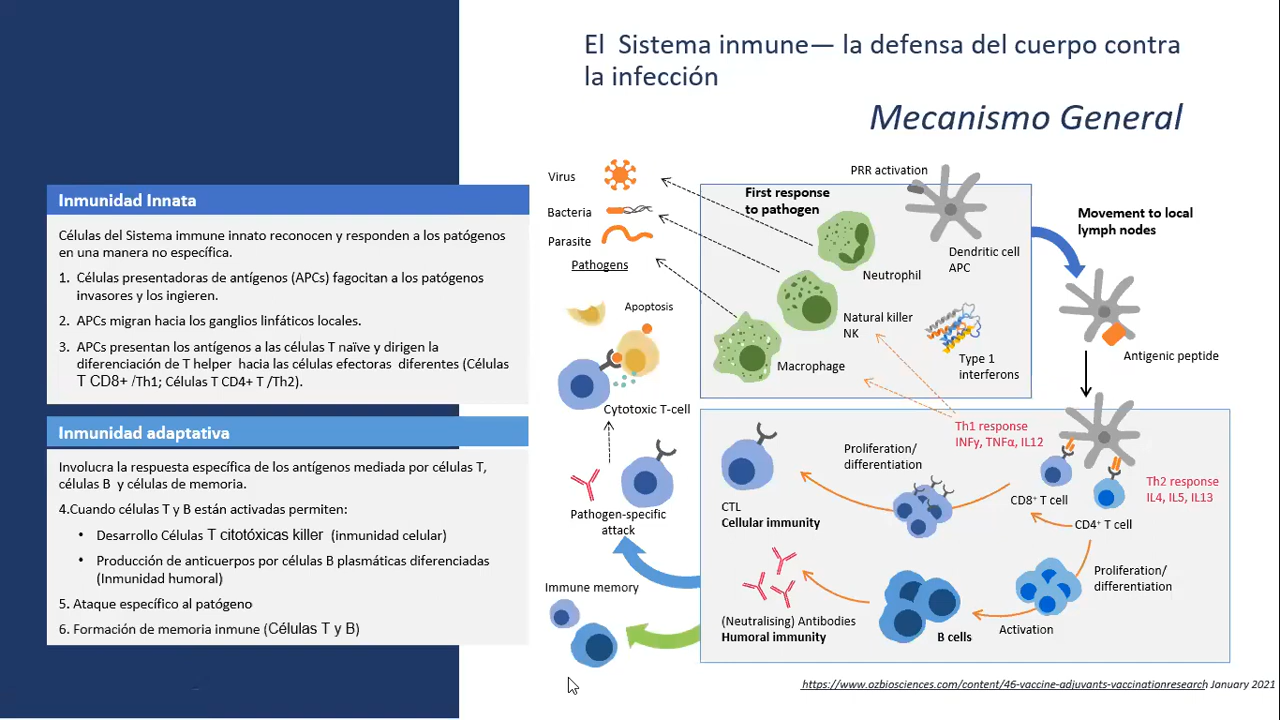 El Sistema inmune— la defensa del cuerpo contra
la infección
Mecanismo General
Inmunidad Innata
Células del Sistema immune innato reconocen y responden a los patógenos
en una manera no específica.
1. Células presentadoras de antígenos (APCs) fagocitan a los patógenos
invasores y los ingieren.
2. APCs migran hacia los ganglios linfáticos locales.
3. APCs presentan los antígenos a las células T naïve y dirigen la
diferenciación de T helper hacia las células efectoras diferentes (Células
T CD8+ /Th1; Células T CD4+ T /Th2).
Inmunidad adaptativa
Involucra la respuesta específica de los antígenos mediada por células T,
células B y células de memoria.
4.Cuando células T y B están activadas permiten:
• Desarrollo Células T citotóxicas killer (inmunidad celular)
• Producción de anticuerpos por células B plasmáticas diferenciadas
(Inmunidad humoral)
5. Ataque específico al patógeno
6. Formación de memoria inmune (Células T y B)
Virus
Bacteria
Parasite
Pathogens
Apoptosis
Cytotoxic T-cell
Pathogen-specific
attack
Immune memory
First response
to pathogen
PRR activation
Neutrophil
Dendritic cell
APC
Natural killer
NK
Macrophage
Type 1
interferons
Movement to local
lymph nodes
Antigenic peptide
Th1 response
INFγ, TNFα, IL12
Th2 response
IL4, IL5, IL13
Proliferation/
differentiation
CD8+ T cell
CD4+ T cell
CTL
Cellular immunity
Proliferation/
differentiation
(Neutralising) Antibodies
Humoral immunity
B cells
Activation
https://www.ozbiosciences.com/content/46-vaccine-adjuvants-vaccinationresearch January 2021